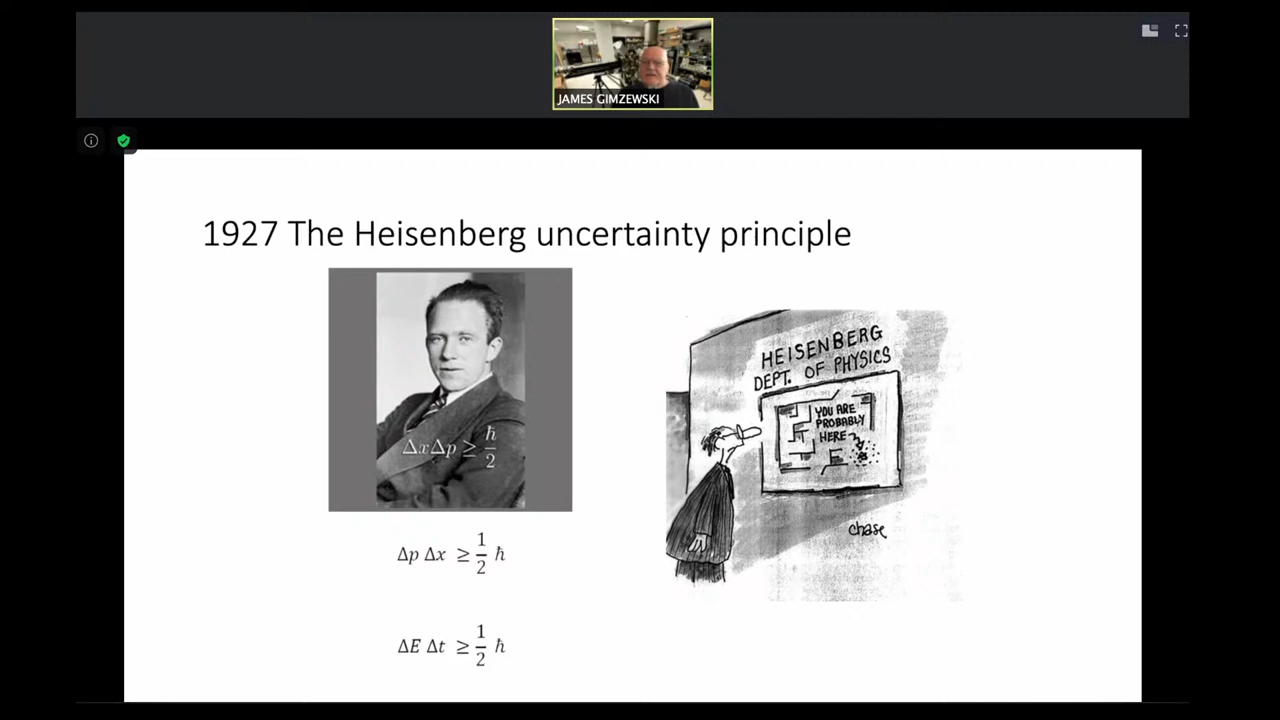 JAMES GIMZEWSKI
1927 The Heisenberg uncertainty principle
ΔxΔp ≥ ħ/2
Δp Δx ≥ 1/2 ħ
ΔE Δt ≥ 1/2 ħ
HEISENBERG
DEPT. OF PHYSICS
YOU ARE
PROBABLY
HERE
chase